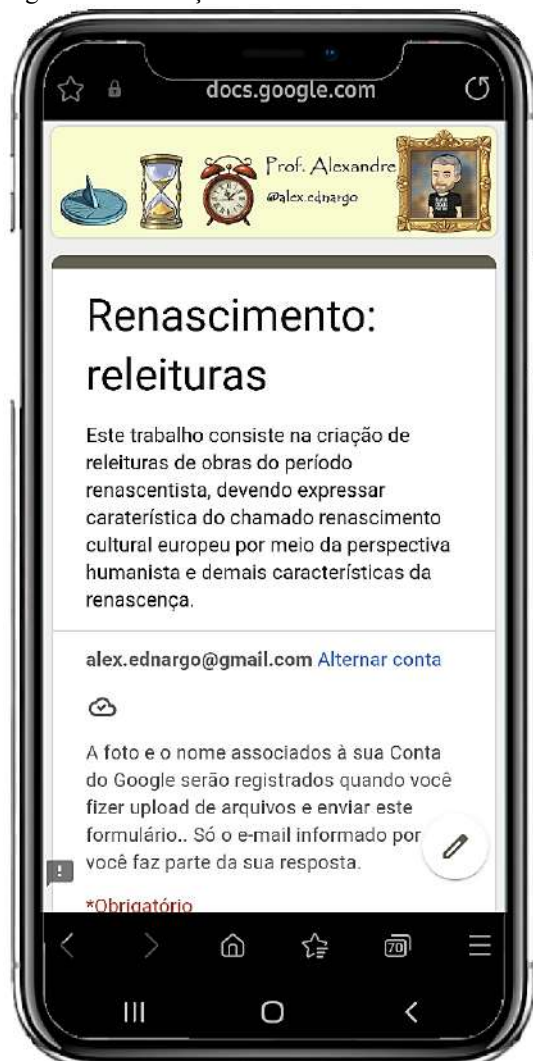 docs.google.com
Prof. Alexandre
@alex.ednargo
Renascimento:
releituras
Este trabalho consiste na criação de
releituras de obras do período
renascentista, devendo expressar
caraterística do chamado renascimento
cultural europeu por meio da perspectiva
humanista e demais características da
renascença.
alex.ednargo@gmail.com Alternar conta
A foto e o nome associados à sua Conta
do Google serão registrados quando você
fizer upload de arquivos e enviar este
formulário.. Só o e-mail informado por
você faz parte da sua resposta.
*Obrigatório
70